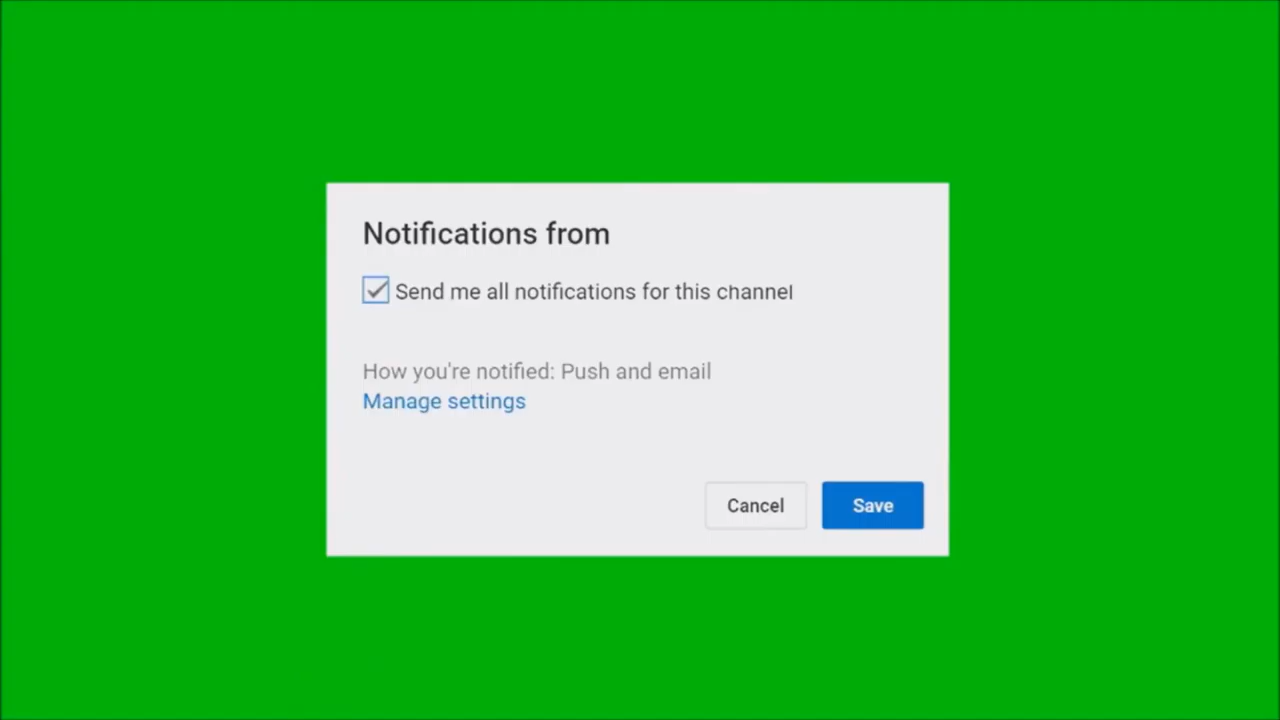 Notifications from
Send me all notifications for this channel
How you're notified: Push and email
Manage settings
Cancel
Save